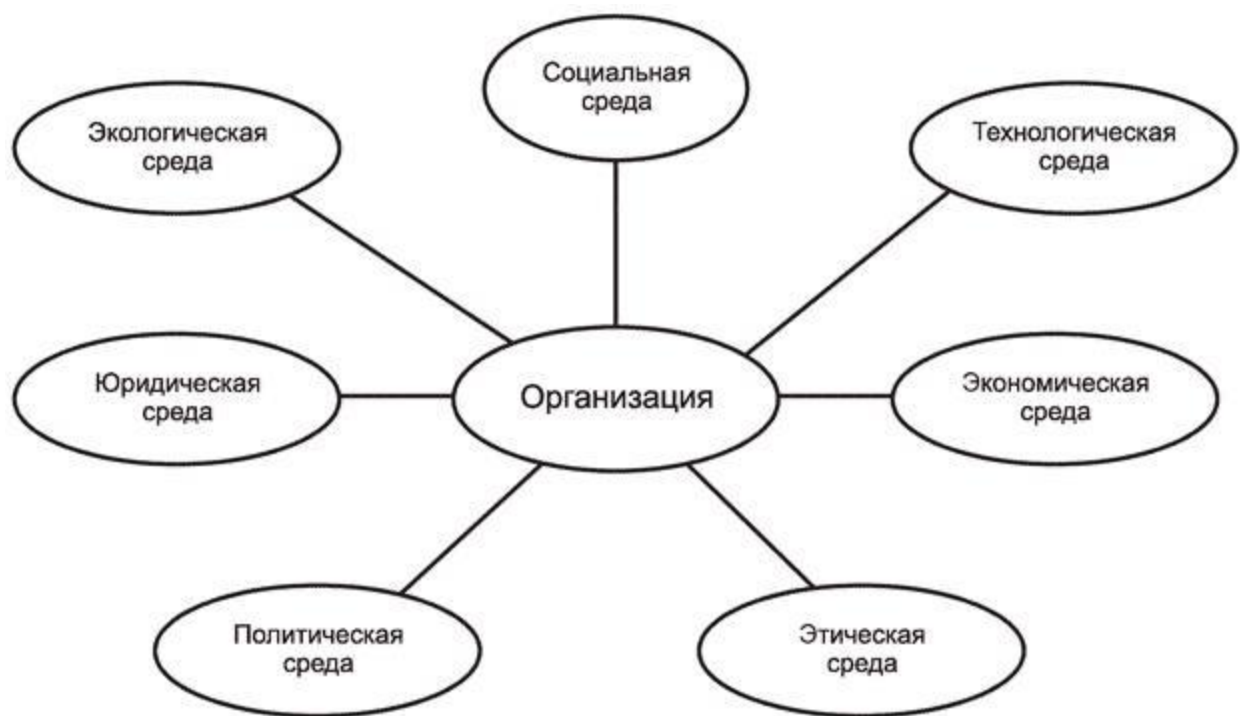 Социальная
среда
Экологическая
среда
Технологическая
среда
Юридическая
среда
Организация
Экономическая
среда
Политическая
среда
Этическая
среда